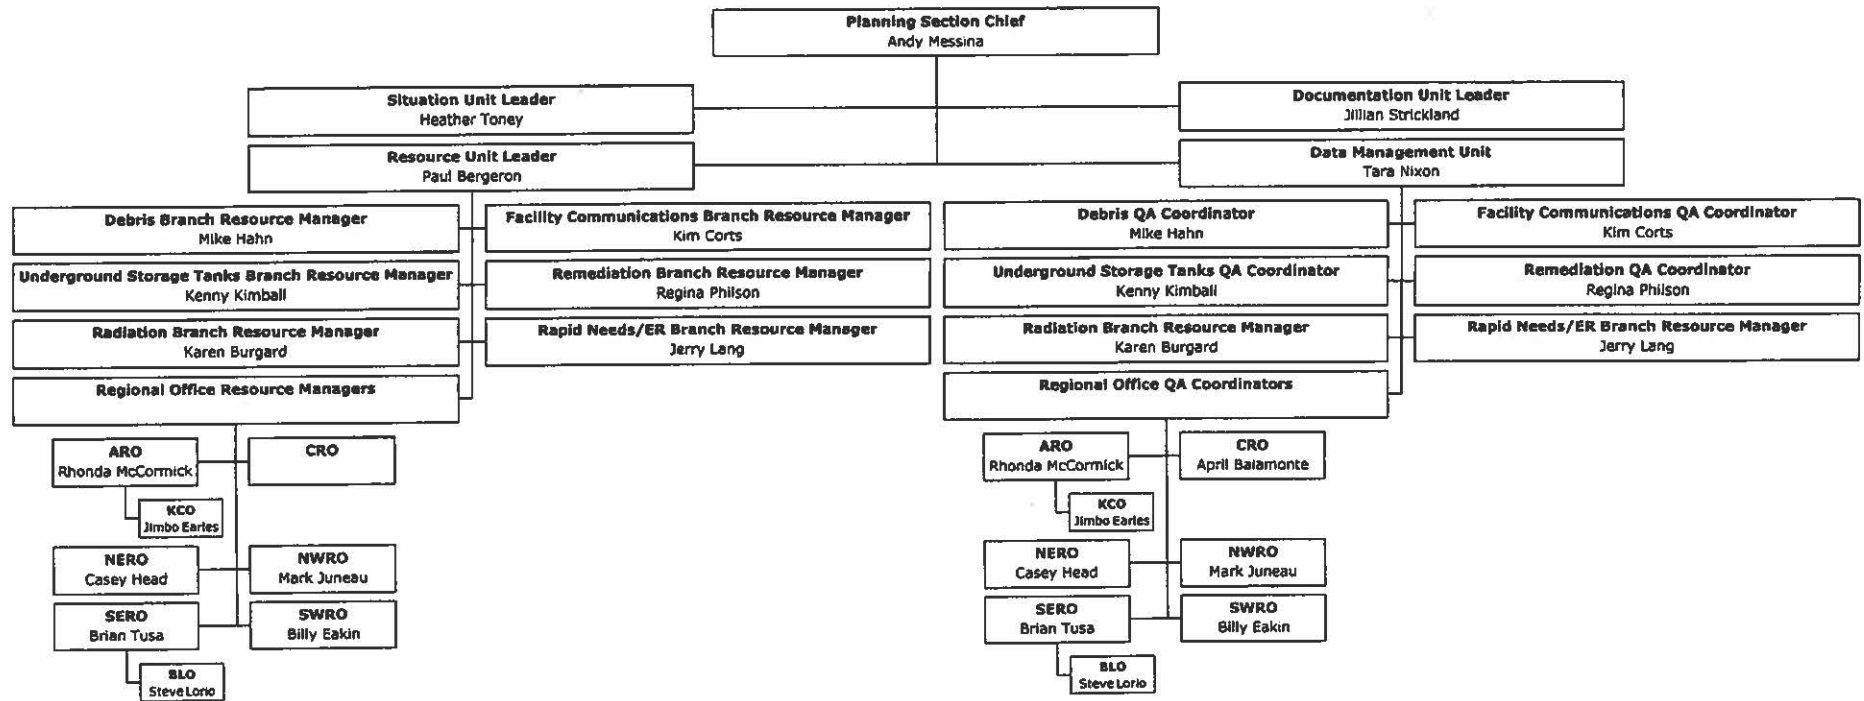 Planning Section Chief
Andy Messina
Situation Unit Leader
Heather Toney
Documentation Unit Leader
Jillian Strickland
Resource Unit Leader
Paul Bergeron
Data Management Unit
Tara Nixon
Debris Branch Resource Manager
Mike Hahn
Facility Communications Branch Resource Manager
Kim Corts
Underground Storage Tanks Branch Resource Manager
Kenny Kimball
Remediation Branch Resource Manager
Regina Philson
Radiation Branch Resource Manager
Karen Burgard
Rapid Needs/ER Branch Resource Manager
Jerry Lang
Regional Office Resource Managers
ARO
Rhonda McCormick
CRO
KCO
Jimbo Earles
NERO
Casey Head
NWRO
Mark Juneau
SERO
Brian Tusa
SWRO
Billy Eakin
BLO
Steve Lorio
Debris QA Coordinator
Mike Hahn
Facility Communications QA Coordinator
Kim Corts
Underground Storage Tanks QA Coordinator
Kenny Kimball
Remediation QA Coordinator
Regina Philson
Radiation Branch Resource Manager
Karen Burgard
Rapid Needs/ER Branch Resource Manager
Jerry Lang
Regional Office QA Coordinators
ARO
Rhonda McCormick
CRO
April Balamonte
KCO
Jimbo Earles
NERO
Casey Head
NWRO
Mark Juneau
SERO
Brian Tusa
SWRO
Billy Eakin
BLO
Steve Lorio